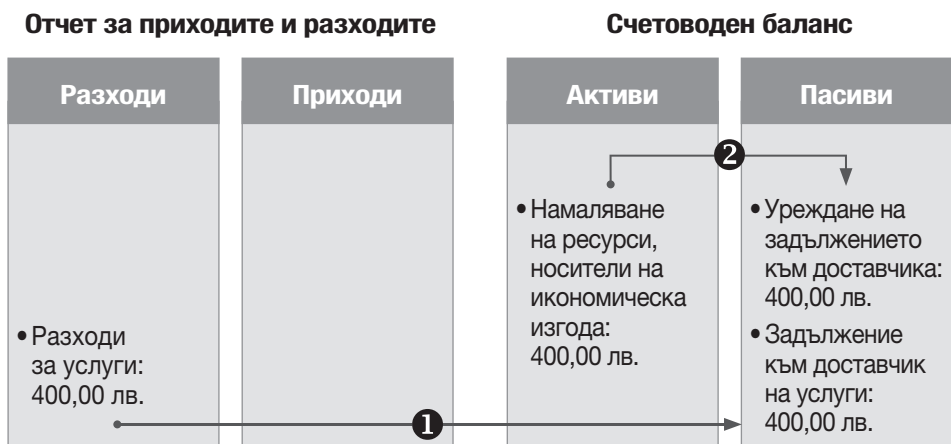 Отчет за приходите и разходите
Счетоводен баланс
Разходи
Приходи
Активи
Пасиви
• Разходи
за услуги:
400,00 лв.
❶
❷
• Намаляване
на ресурси,
носители на
икономическа
изгода:
400,00 лв.
• Уреждане на
задължението
към доставчика:
400,00 лв.
• Задължение
към доставчик
на услуги:
400,00 лв.